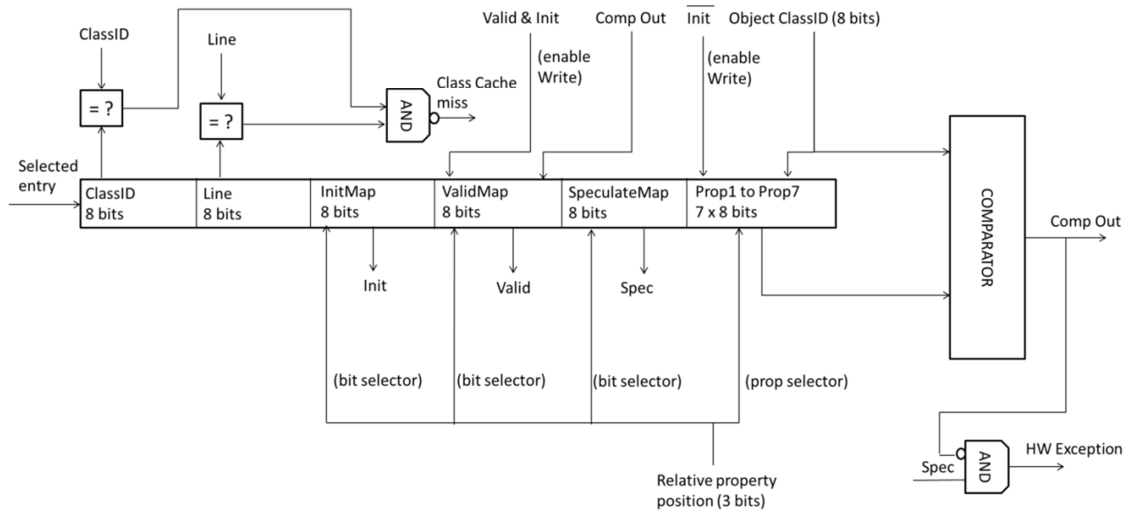 Valid & Init
Comp Out
Init
Object ClassID (8 bits)
ClassID
Line
(enable
Write)
(enable
Write)
Class Cache
miss
= ?
= ?
AND
Selected
entry
ClassID
8 bits
Line
8 bits
InitMap
8 bits
ValidMap
8 bits
SpeculateMap
8 bits
Prop1 to Prop7
7 x 8 bits
COMPARATOR
Comp Out
Init
Valid
Spec
(bit selector)
(bit selector)
(bit selector)
(prop selector)
Relative property
position (3 bits)
Spec
AND
HW Exception